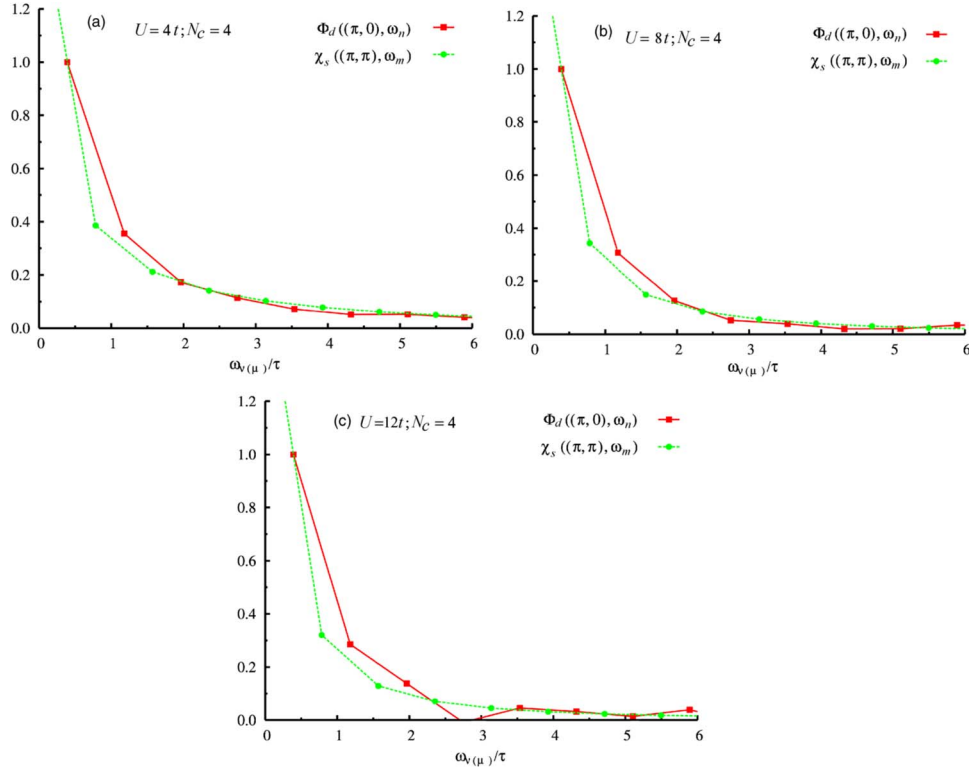 (a) U = 4 t ; N_C = 4
Φ_d ((π, 0), ω_n)
χ_s ((π, π), ω_m)
1.2
1.0
0.8
0.6
0.4
0.2
0.0
0 1 2 3 4 5 6
ω_ν(μ)/τ
(b) U = 8t ; N_C = 4
Φ_d ((π, 0), ω_n)
χ_s ((π, π), ω_m)
1.2
1.0
0.8
0.6
0.4
0.2
0.0
0 1 2 3 4 5 6
ω_ν(μ)/τ
(c) U = 12t ; N_C = 4
Φ_d ((π, 0), ω_n)
χ_s ((π, π), ω_m)
1.2
1.0
0.8
0.6
0.4
0.2
0.0
0 1 2 3 4 5 6
ω_ν(μ)/τ